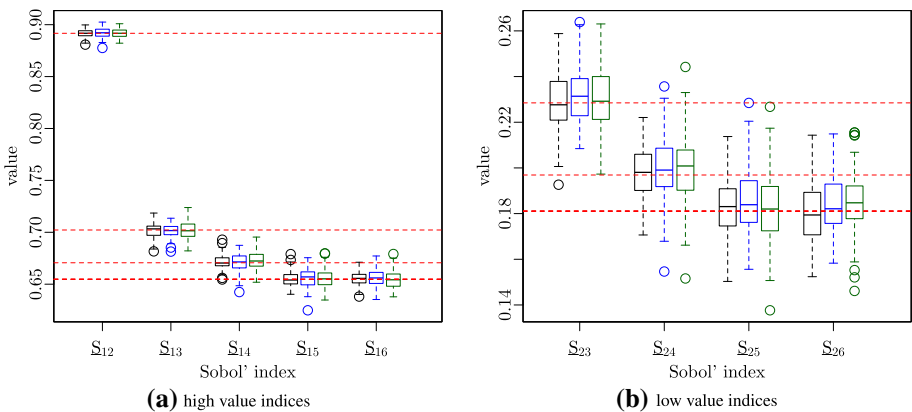 value
0.90
0.85
0.80
0.75
0.70
0.65
S12 S13 S14 S15 S16
Sobol' index
(a) high value indices
value
0.26
0.22
0.18
0.14
S23 S24 S25 S26
Sobol' index
(b) low value indices